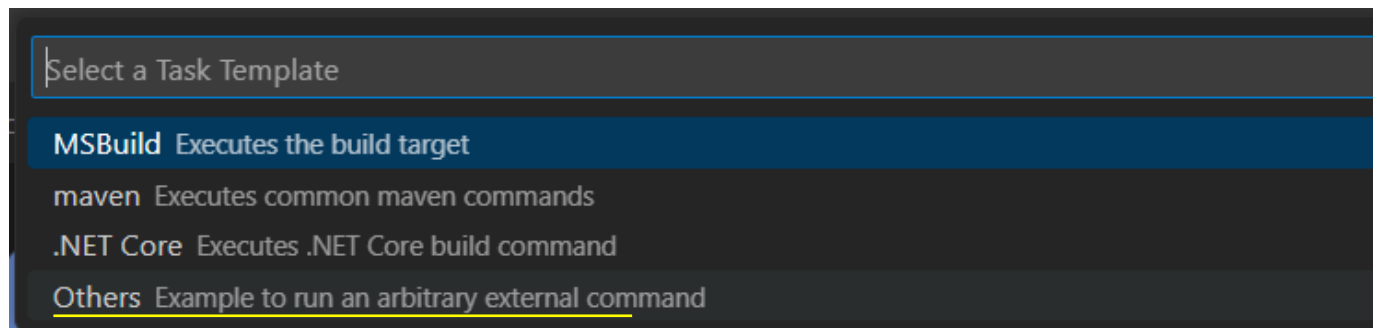 Select a Task Template
MSBuild Executes the build target
maven Executes common maven commands
.NET Core Executes .NET Core build command
Others Example to run an arbitrary external command